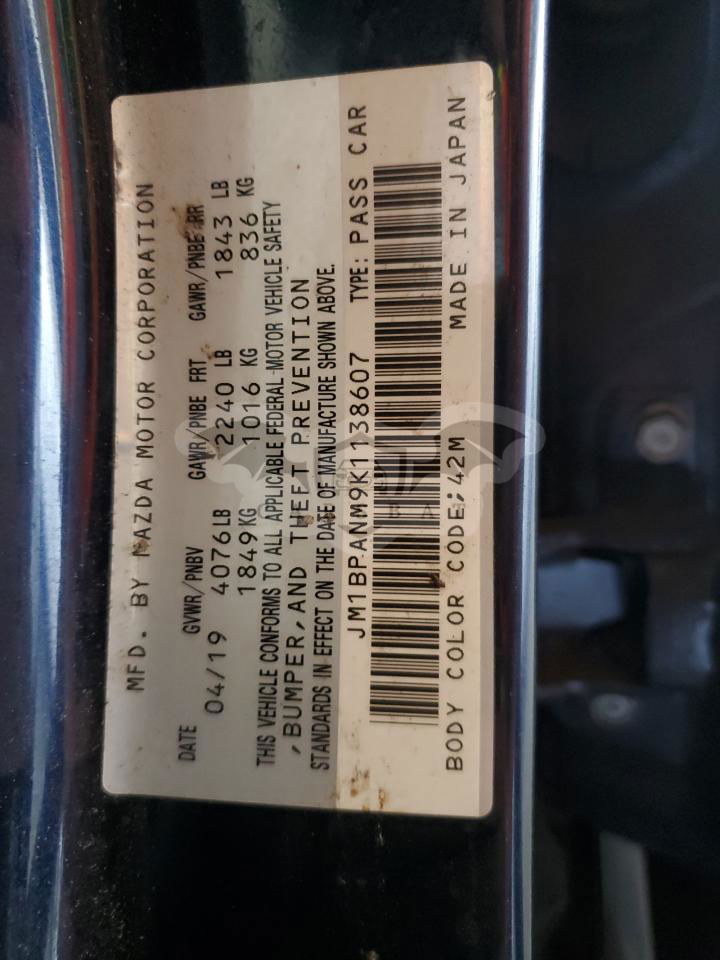 MFD. BY MAZDA MOTOR CORPORATION
DATE GVWR/PNBV GAWR/PNBE FRT GAWR/PNBE RR
04/19 4076LB 2240 LB 1843 LB
1849KG 1016 KG 836 KG
THIS VEHICLE CONFORMS TO ALL APPLICABLE FEDERAL MOTOR VEHICLE SAFETY
,BUMPER,AND THEFT PREVENTION
STANDARDS IN EFFECT ON THE DATE OF MANUFACTURE SHOWN ABOVE.
JM1BPANM9K1138607 TYPE: PASS CAR
BODY COLOR CODE;42M MADE IN JAPAN